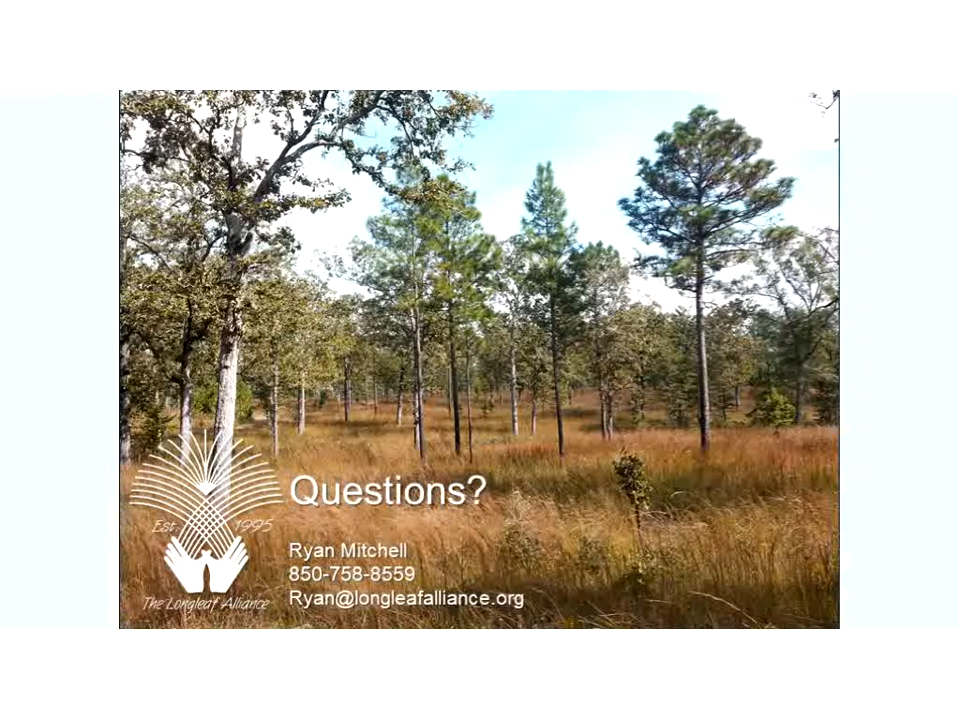 Questions?
Est. 1995
Ryan Mitchell
850-758-8559
Ryan@longleafalliance.org
The Longleaf Alliance